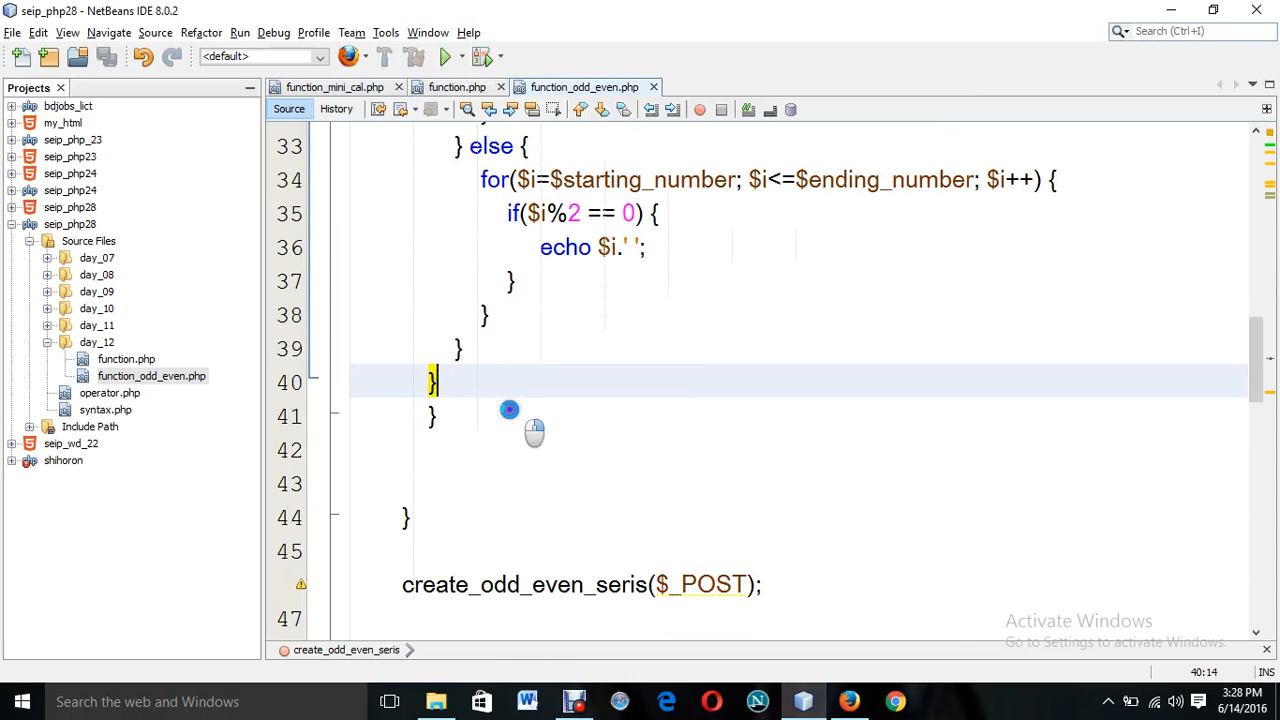 seip_php28 - NetBeans IDE 8.0.2
File Edit View Navigate Source Refactor Run Debug Profile Team Tools Window Help
Search (Ctrl+I)
<default>
Projects
function_mini_cal.php function.php function_odd_even.php
Source History
bdjobs_lict
my_html
seip_php_23
seip_php23
seip_php24
seip_php24
seip_php28
seip_php28
Source Files
day_07
day_08
day_09
day_10
day_11
day_12
function.php
function_odd_even.php
operator.php
syntax.php
Include Path
seip_wd_22
shihoron
33 } else {
34 for($i=$starting_number; $i<=$ending_number; $i++) {
35 if($i%2 == 0) {
36 echo $i.' ';
37 }
38 }
39 }
40 }
41 }
42
43
44 }
45
create_odd_even_seris($_POST);
47
Activate Windows
Go to Settings to activate Windows.
create_odd_even_seris
40:14 INS
Search the web and Windows
3:28 PM
6/14/2016